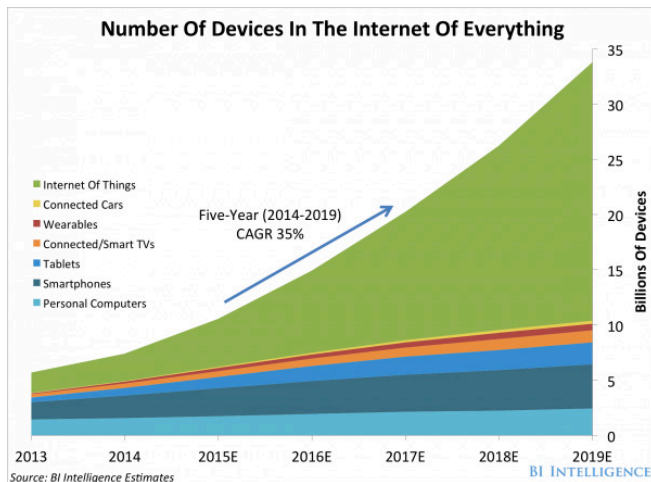 Number Of Devices In The Internet Of Everything
35
30
25
20
15
10
5
0
Billions Of Devices
Internet Of Things
Connected Cars
Wearables
Connected/Smart TVs
Tablets
Smartphones
Personal Computers
Five-Year (2014-2019)
CAGR 35%
2013 2014 2015E 2016E 2017E 2018E 2019E
Source: BI Intelligence Estimates
BI INTELLIGENCE